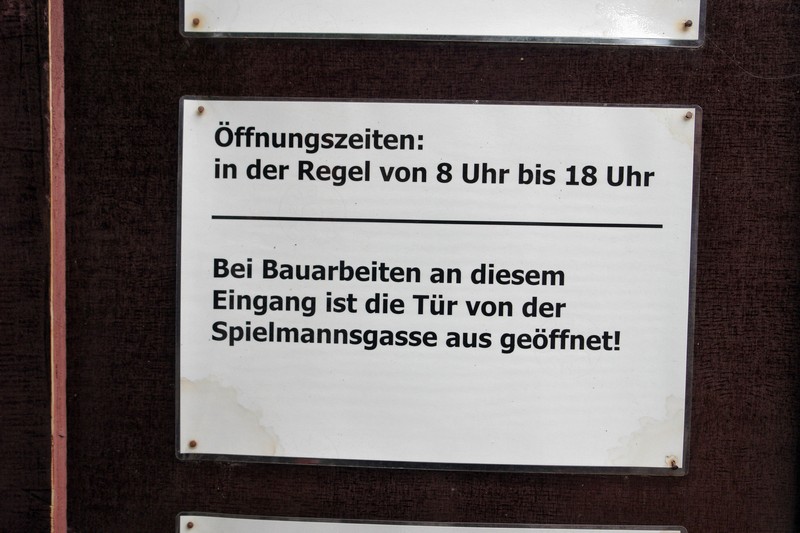 Öffnungszeiten:
in der Regel von 8 Uhr bis 18 Uhr
Bei Bauarbeiten an diesem
Eingang ist die Tür von der
Spielmannsgasse aus geöffnet!